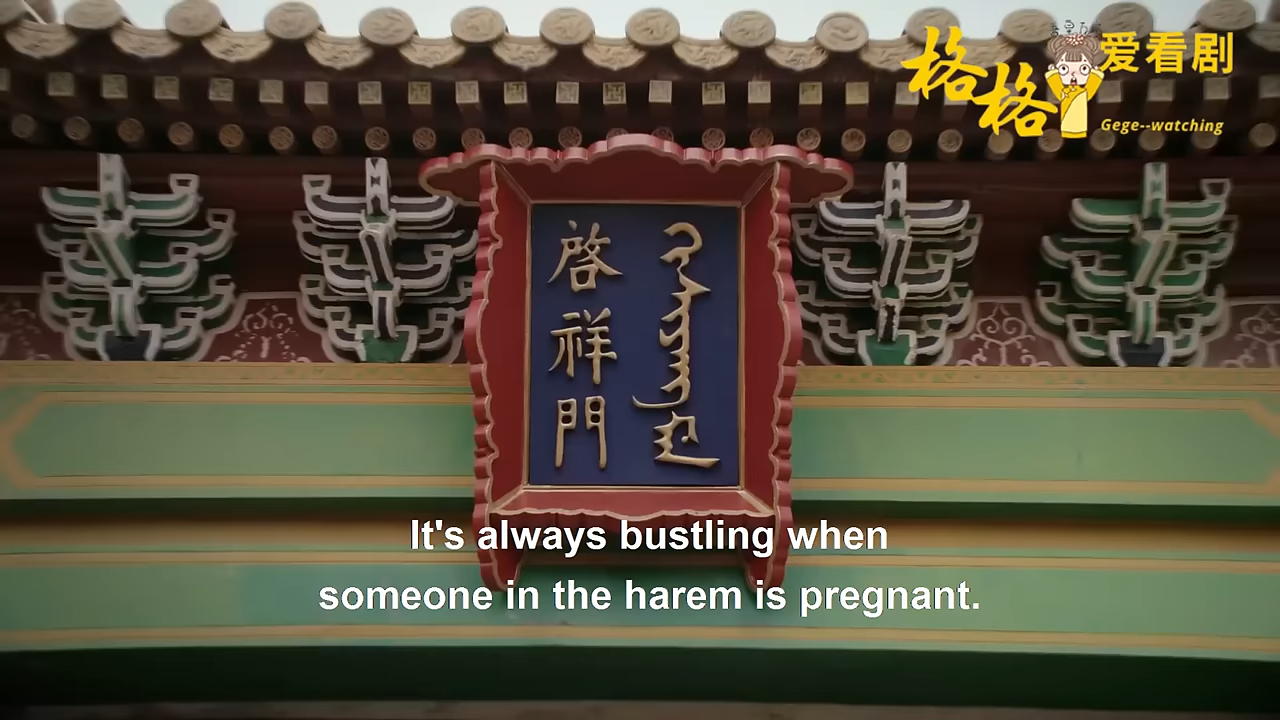 格格
爱看剧
Gege--watching
啓祥門
It's always bustling when
someone in the harem is pregnant.